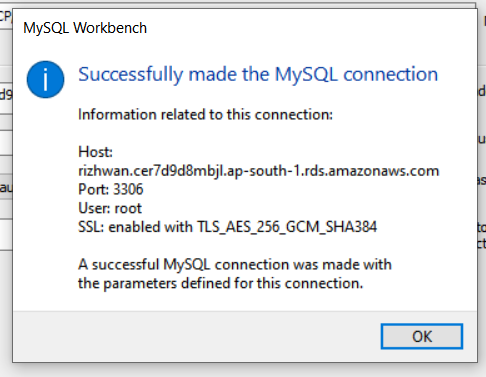 MySQL Workbench
Successfully made the MySQL connection
Information related to this connection:
Host:
rizhwan.cer7d9d8mbjl.ap-south-1.rds.amazonaws.com
Port: 3306
User: root
SSL: enabled with TLS_AES_256_GCM_SHA384
A successful MySQL connection was made with
the parameters defined for this connection.
OK